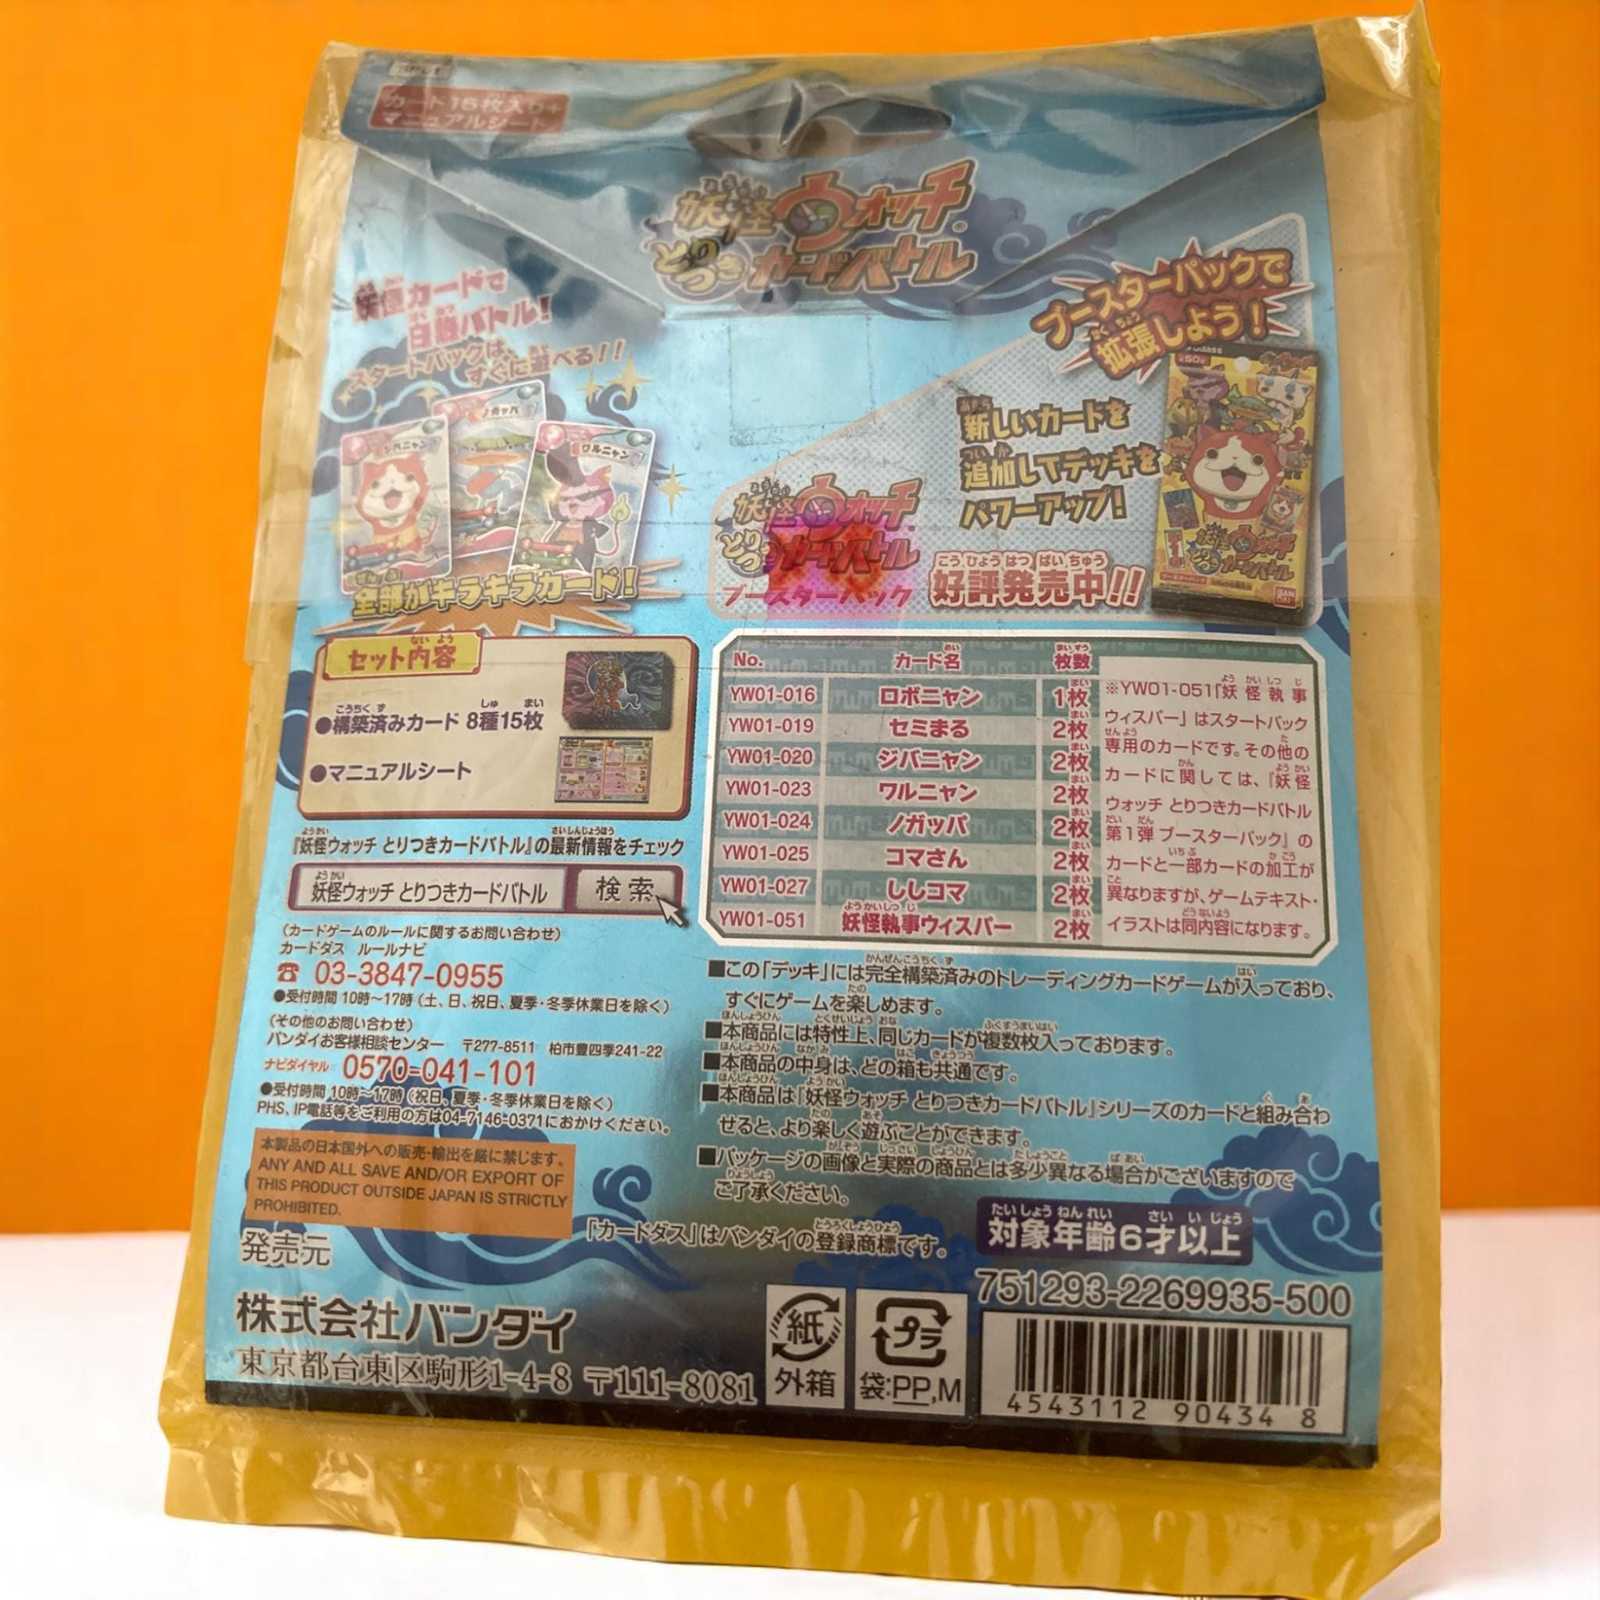 カード15枚入り+
マニュアルシート
妖怪ウォッチ
とりつきカードバトル
妖怪カードで
白熱バトル!
スタートパックは、
すぐに遊べる!!
ジバニャン
ノガッパ
ワルニャン
全部がキラキラカード!
ブースターパックで
拡張しよう!
新しいカードを
追加してデッキを
パワーアップ!
妖怪ウォッチ
とりつきカードバトル
ブースターパック
好評発売中!!
セット内容
●構築済みカード 8種15枚
●マニュアルシート
『妖怪ウォッチ とりつきカードバトル』の最新情報をチェック
妖怪ウォッチ とりつきカードバトル 検索
(カードゲームのルールに関するお問い合わせ)
カードダス ルールナビ
☎ 03-3847-0955
●受付時間 10時〜17時(土、日、祝日、夏季・冬季休業日を除く)
(その他のお問い合わせ)
バンダイお客様相談センター 〒277-8511 柏市豊四季241-22
ナビダイヤル 0570-041-101
●受付時間 10時〜17時(祝日、夏季・冬季休業日を除く)
PHS、IP電話等をご利用の方は04-7146-0371におかけください。
本製品の日本国外への販売・輸出を厳に禁じます。
ANY AND ALL SAVE AND/OR EXPORT OF
THIS PRODUCT OUTSIDE JAPAN IS STRICTLY
PROHIBITED.
発売元
株式会社バンダイ
東京都台東区駒形1-4-8 〒111-8081
No. カード名 枚数
YW01-016 ロボニャン 1枚
YW01-019 セミまる 2枚
YW01-020 ジバニャン 2枚
YW01-023 ワルニャン 2枚
YW01-024 ノガッパ 2枚
YW01-025 コマさん 2枚
YW01-027 ししコマ 2枚
YW01-051 妖怪執事ウィスパー 2枚
※YW01-051「妖怪執事
ウィスパー」はスタートパック
専用のカードです。その他の
カードに関しては、『妖怪
ウォッチ とりつきカードバトル
第1弾 ブースターパック』の
カードと一部カードの加工が
異なりますが、ゲームテキスト・
イラストは同内容になります。
■この「デッキ」には完全構築済みのトレーディングカードゲームが入っており、
すぐにゲームを楽しめます。
■本商品には特性上、同じカードが複数枚入っております。
■本商品の中身は、どの箱も共通です。
■本商品は『妖怪ウォッチ とりつきカードバトル』シリーズのカードと組み合わ
せると、より楽しく遊ぶことができます。
■パッケージの画像と実際の商品とは多少異なる場合がございますので
ご了承ください。
「カードダス」はバンダイの登録商標です。
対象年齢6才以上
751293-2269935-500
紙
外箱
プラ
袋:PP,M
4543112 904348